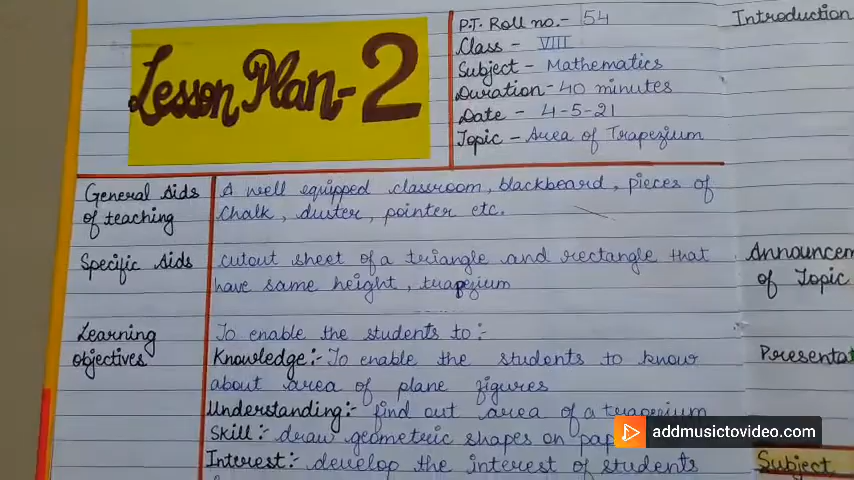 Lesson Plan-2
P.T. Roll no.- 54
Class - VIII
Subject - Mathematics
Duration - 40 minutes
Date - 4-5-21
Topic - Area of Trapezium
General Aids
of teaching
A well equipped classroom, blackboard, pieces of
chalk, duster, pointer etc.
Specific Aids
cutout sheet of a triangle and rectangle that
have same height, trapezium
Learning
objectives
To enable the students to:
Knowledge:- To enable the students to know
about area of plane figures
Understanding:- find out area of a trapezium
Skill:- draw geometric shapes on pap
Interest:- develop the interest of students
Introduction
Announcem
of Topic
Presentat
Subject
addmusictovideo.com